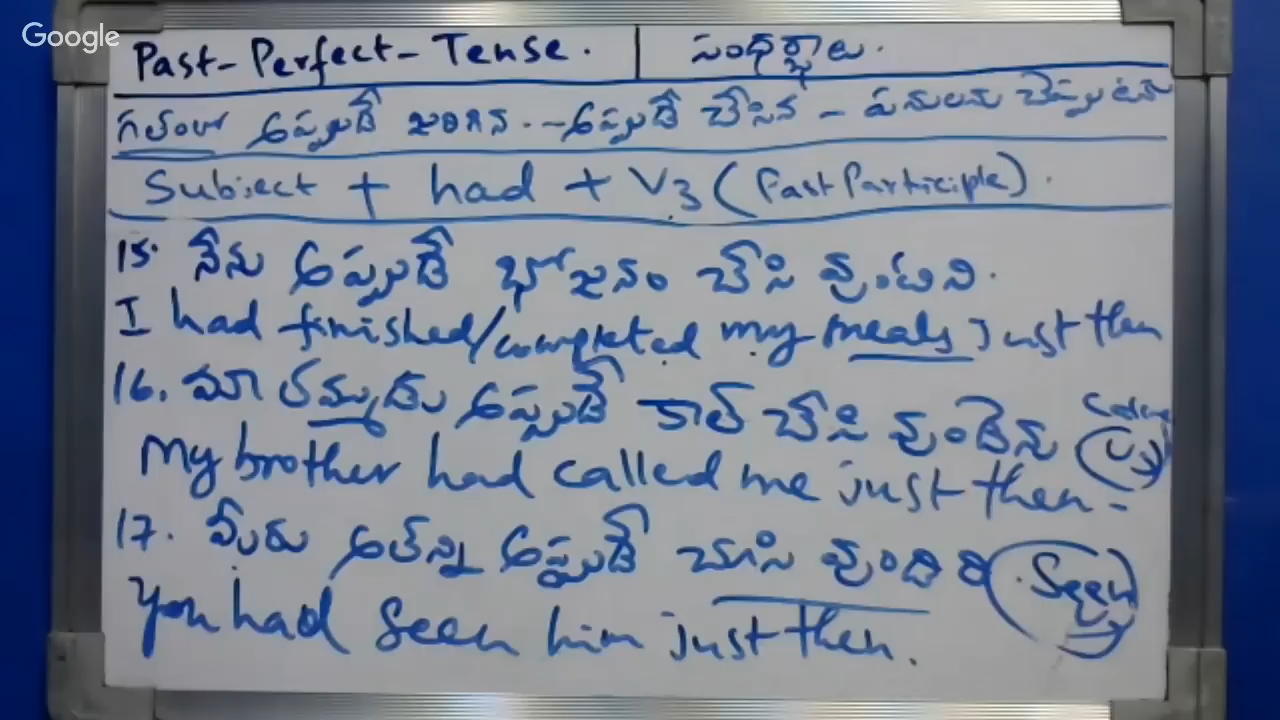 Google
Past-Perfect-Tense. సంధర్భాలు.
గతంలో అప్పుడే జరిగిన - అప్పుడే చేసిన - పనులను చెప్పుటకు
Subject + had + V3 (Past Participle).
15. నేను అప్పుడే భోజనం చేసి వుంటిని.
I had finished/completed my meals Just then
16. మా తమ్ముడు అప్పుడే కాల్ చేసి వుండెను
My brother had called me just then -
17. మీరు అతన్ని అప్పుడే చూసి వుందిరి (Seen)
You had Seen him just then.